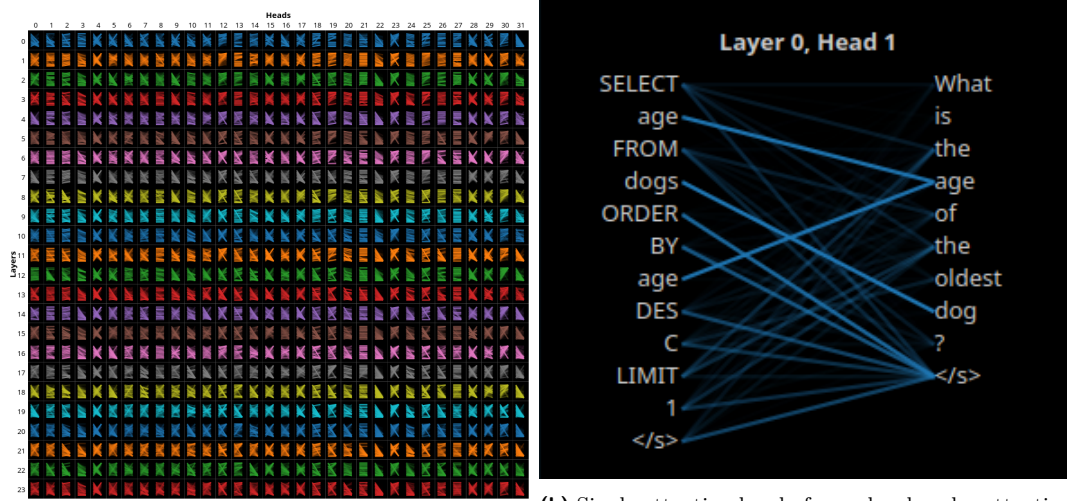 Heads
0 1 2 3 4 5 6 7 8 9 10 11 12 13 14 15 16 17 18 19 20 21 22 23 24 25 26 27 28 29 30 31
Layers
0
1
2
3
4
5
6
7
8
9
10
11
12
13
14
15
16
17
18
19
20
21
22
23
Layer 0, Head 1
SELECT What
age is
FROM the
dogs age
ORDER of
BY the
age oldest
DES dog
C ?
LIMIT </s>
1
</s>